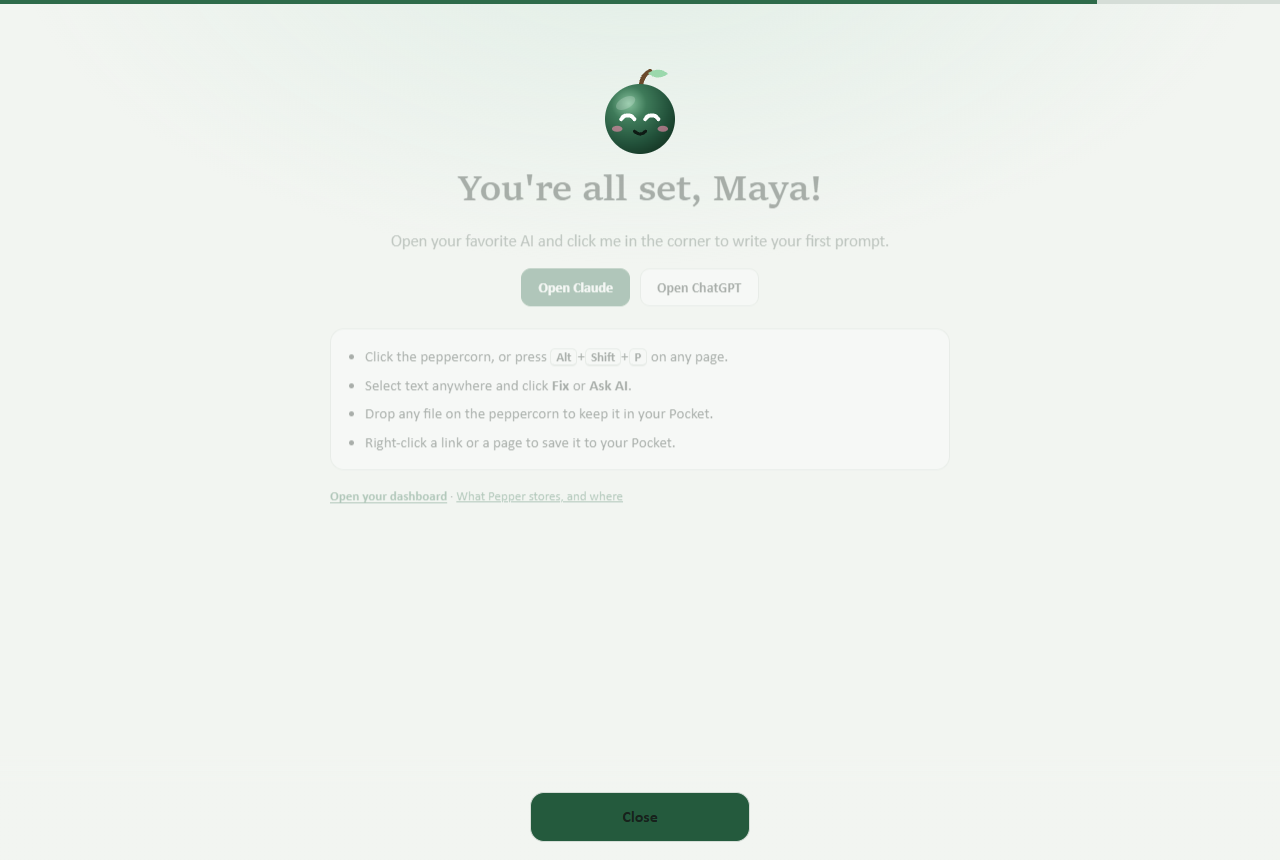 You're all set, Maya!
Open your favorite AI and click me in the corner to write your first prompt.
Open Claude
Open ChatGPT
Click the peppercorn, or press Alt+Shift+P on any page.
Select text anywhere and click Fix or Ask AI.
Drop any file on the peppercorn to keep it in your Pocket.
Right-click a link or a page to save it to your Pocket.
Open your dashboard · What Pepper stores, and where
Close